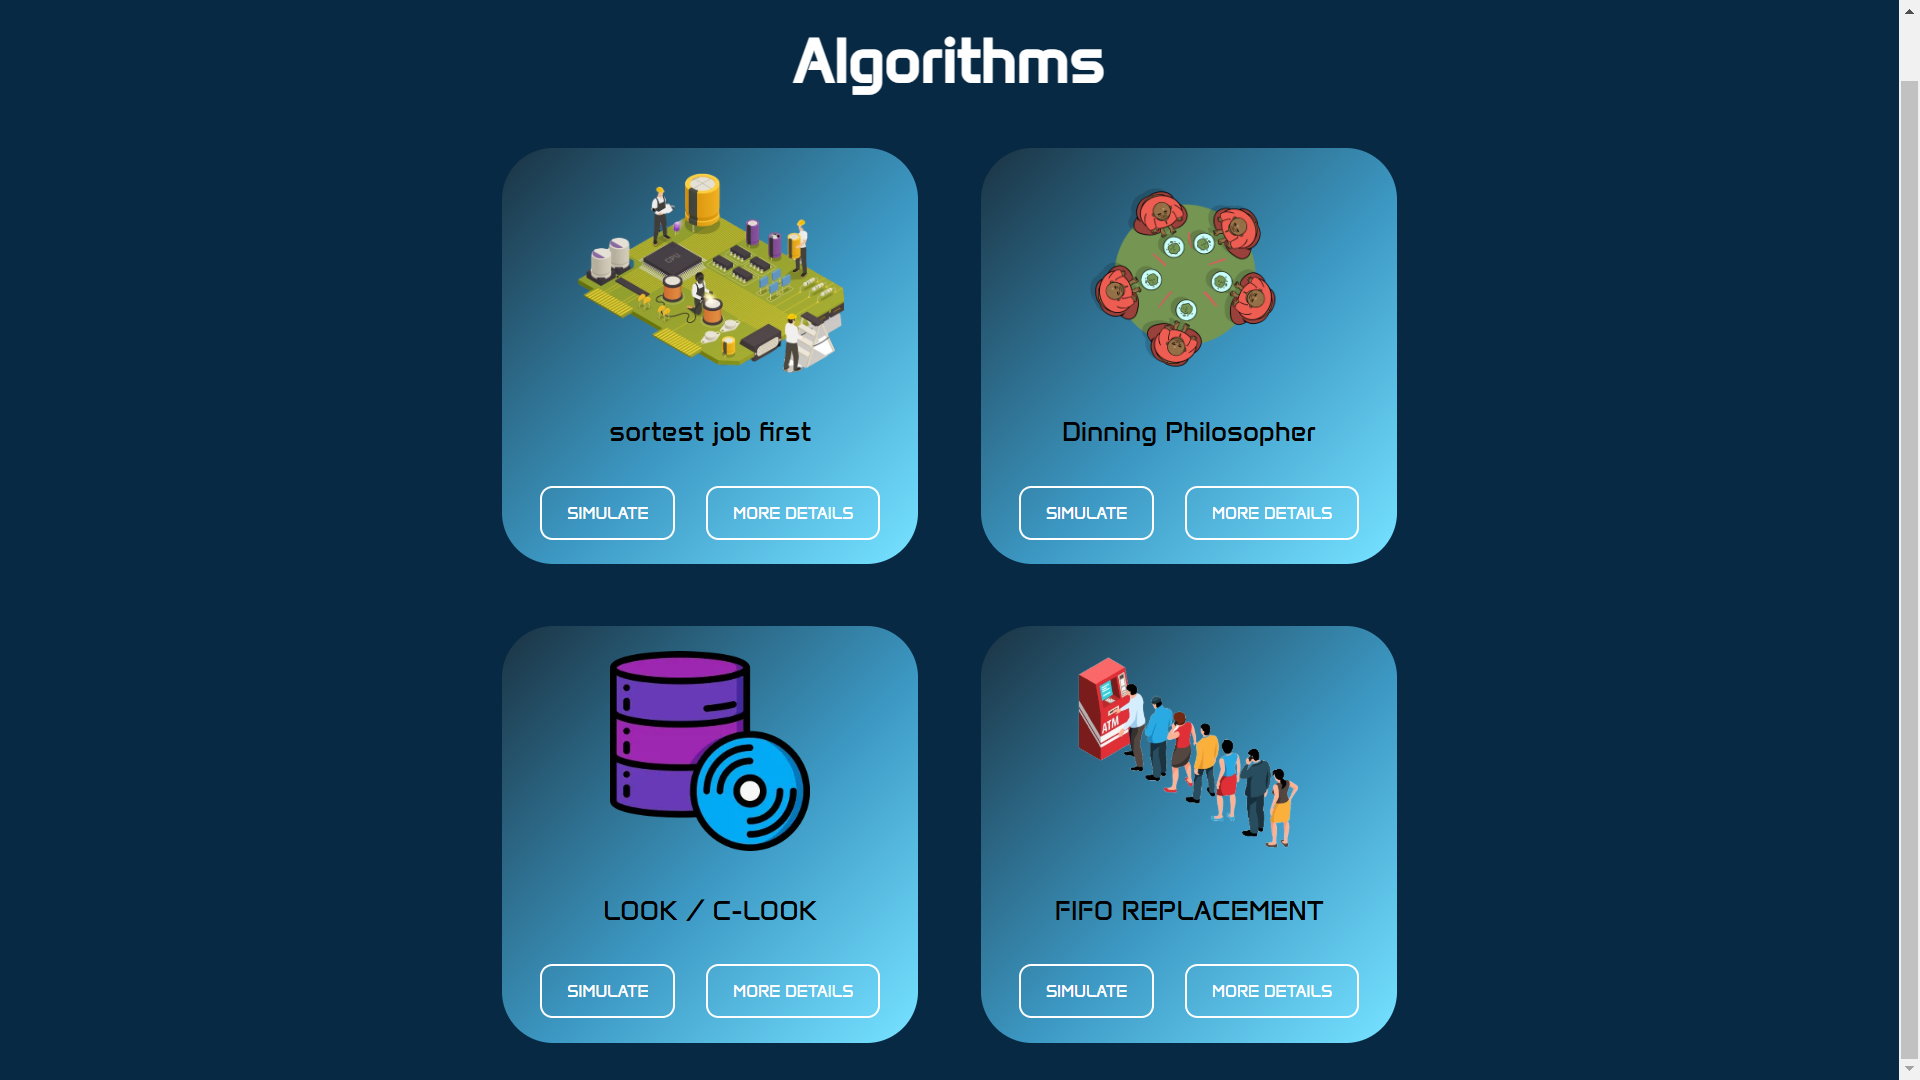 Algorithms
sortest job first
SIMULATE
MORE DETAILS
Dinning Philosopher
SIMULATE
MORE DETAILS
LOOK / C-LOOK
SIMULATE
MORE DETAILS
ATM
FIFO REPLACEMENT
SIMULATE
MORE DETAILS